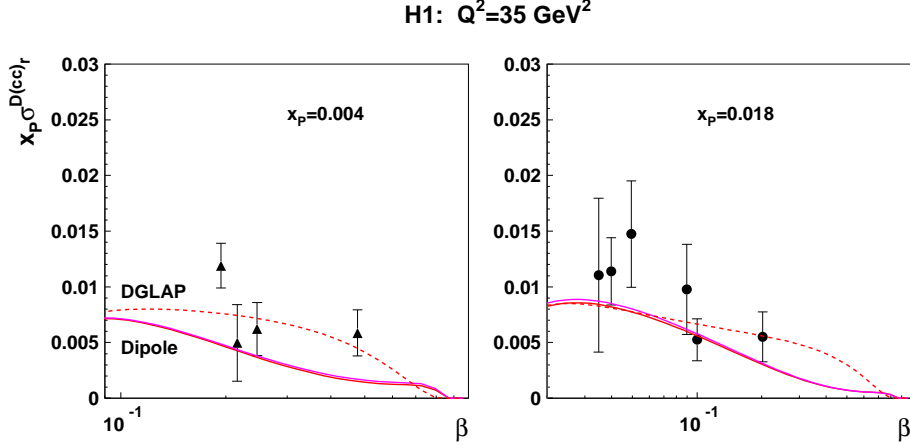 H1: Q²=35 GeV²
x_P σ^D(cc)_r
0.03
0.025
0.02
0.015
0.01
0.005
0
x_P=0.004
DGLAP
Dipole
10⁻¹
β
0.03
0.025
0.02
0.015
0.01
0.005
0
x_P=0.018
10⁻¹
β